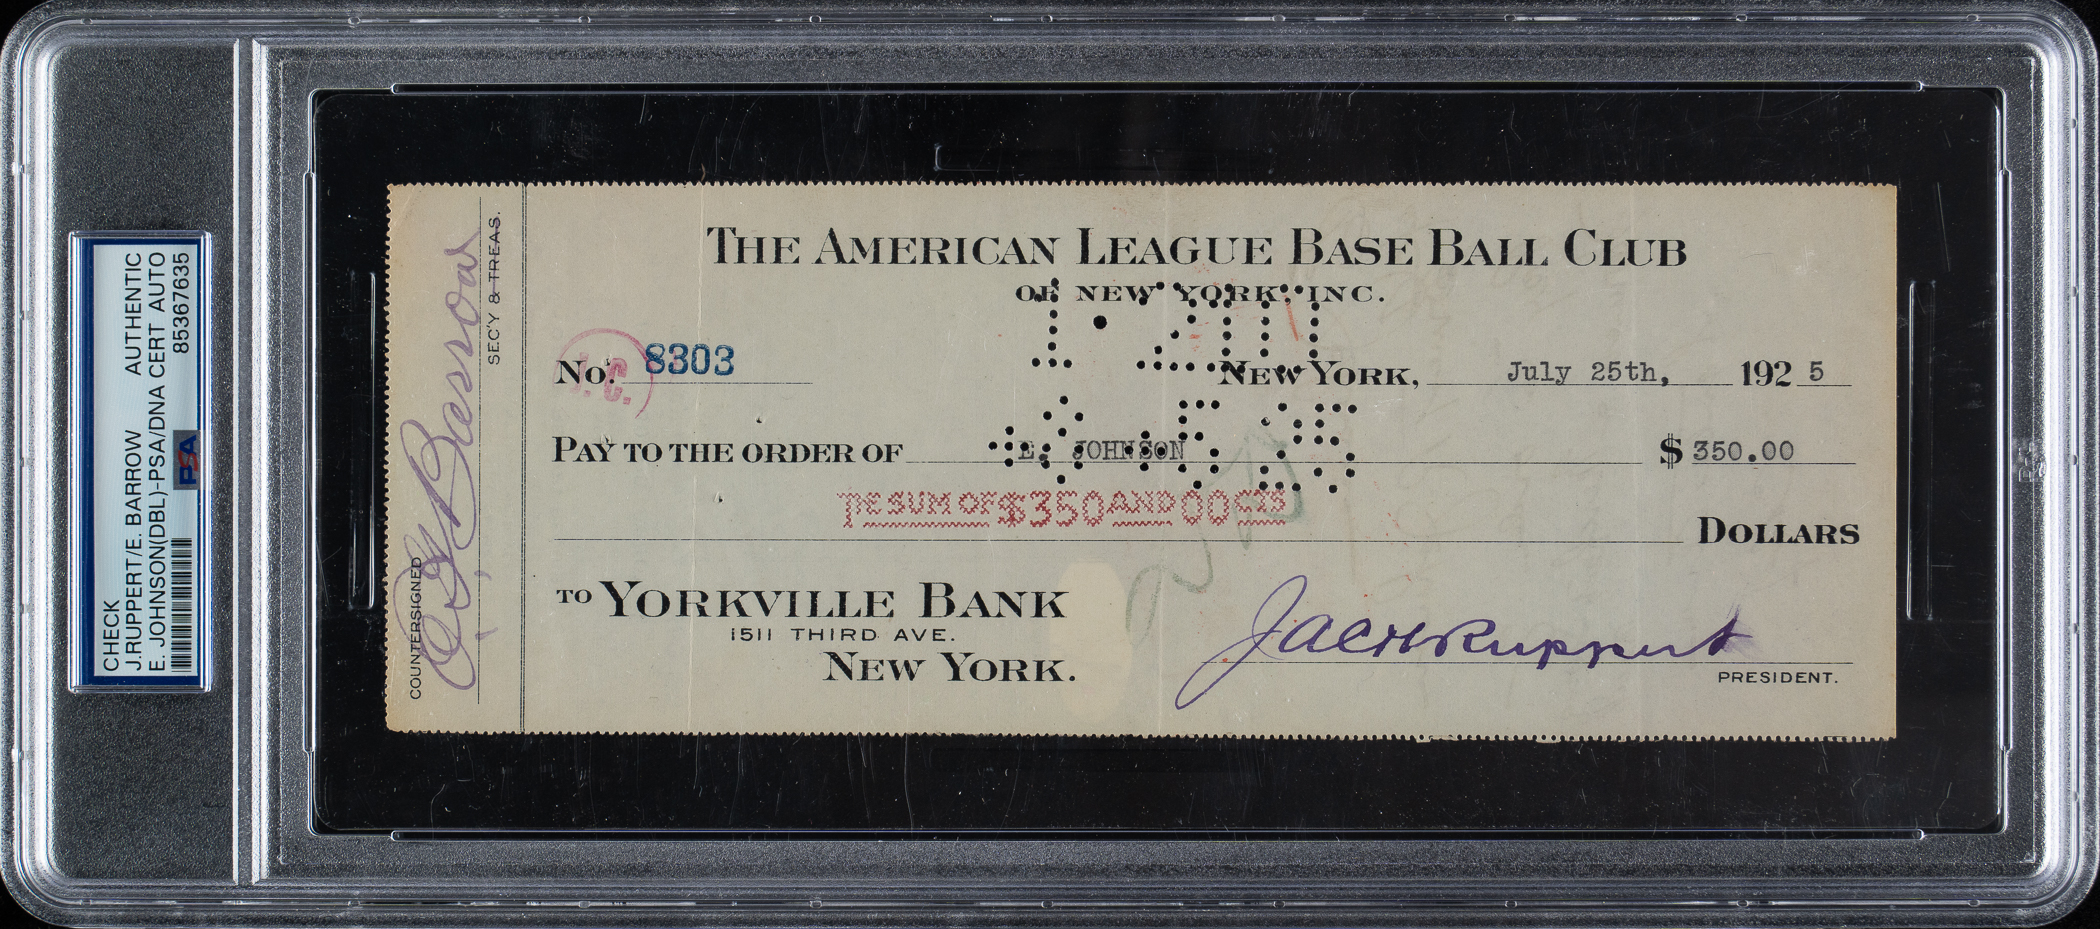 CHECK AUTHENTIC
J.RUPPERT/E. BARROW
E. JOHNSON(DBL)-PSA/DNA CERT AUTO
85367635
PSA
COUNTERSIGNED
E. G. Barrow
SEC'Y & TREAS.
THE AMERICAN LEAGUE BASE BALL CLUB
OF NEW YORK, INC.
No. 8303
NEW YORK, July 25th, 1925
PAY TO THE ORDER OF E. JOHNSON $ 350.00
THE SUM OF $350 AND 00 CTS
DOLLARS
TO YORKVILLE BANK
1511 THIRD AVE.
NEW YORK.
Jacob Ruppert
PRESIDENT.